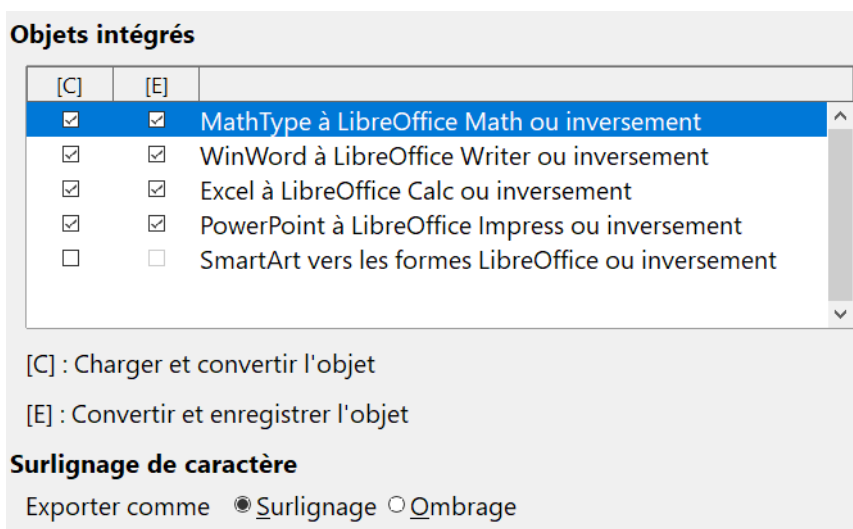 Objets intégrés
[C] [E]
MathType à LibreOffice Math ou inversement
WinWord à LibreOffice Writer ou inversement
Excel à LibreOffice Calc ou inversement
PowerPoint à LibreOffice Impress ou inversement
SmartArt vers les formes LibreOffice ou inversement
[C] : Charger et convertir l'objet
[E] : Convertir et enregistrer l'objet
Surlignage de caractère
Exporter comme Surlignage Ombrage